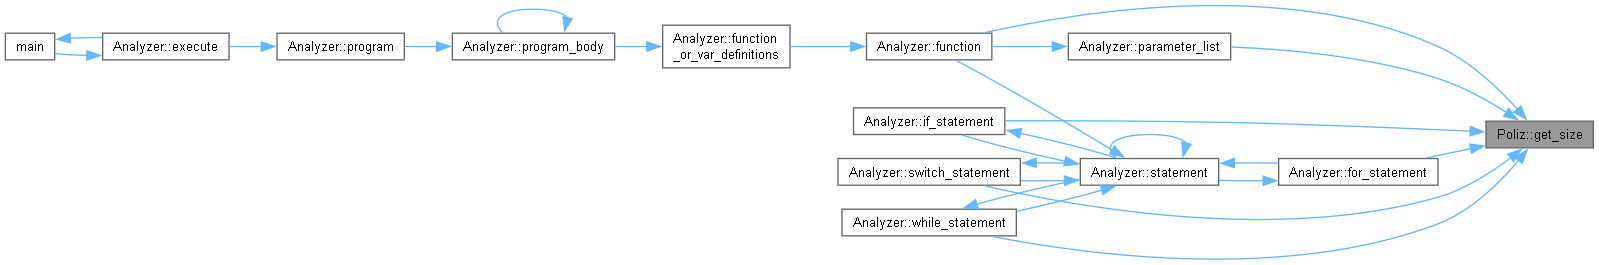 main
Analyzer::execute
Analyzer::program
Analyzer::program_body
Analyzer::function
_or_var_definitions
Analyzer::function
Analyzer::parameter_list
Analyzer::if_statement
Poliz::get_size
Analyzer::switch_statement
Analyzer::statement
Analyzer::for_statement
Analyzer::while_statement